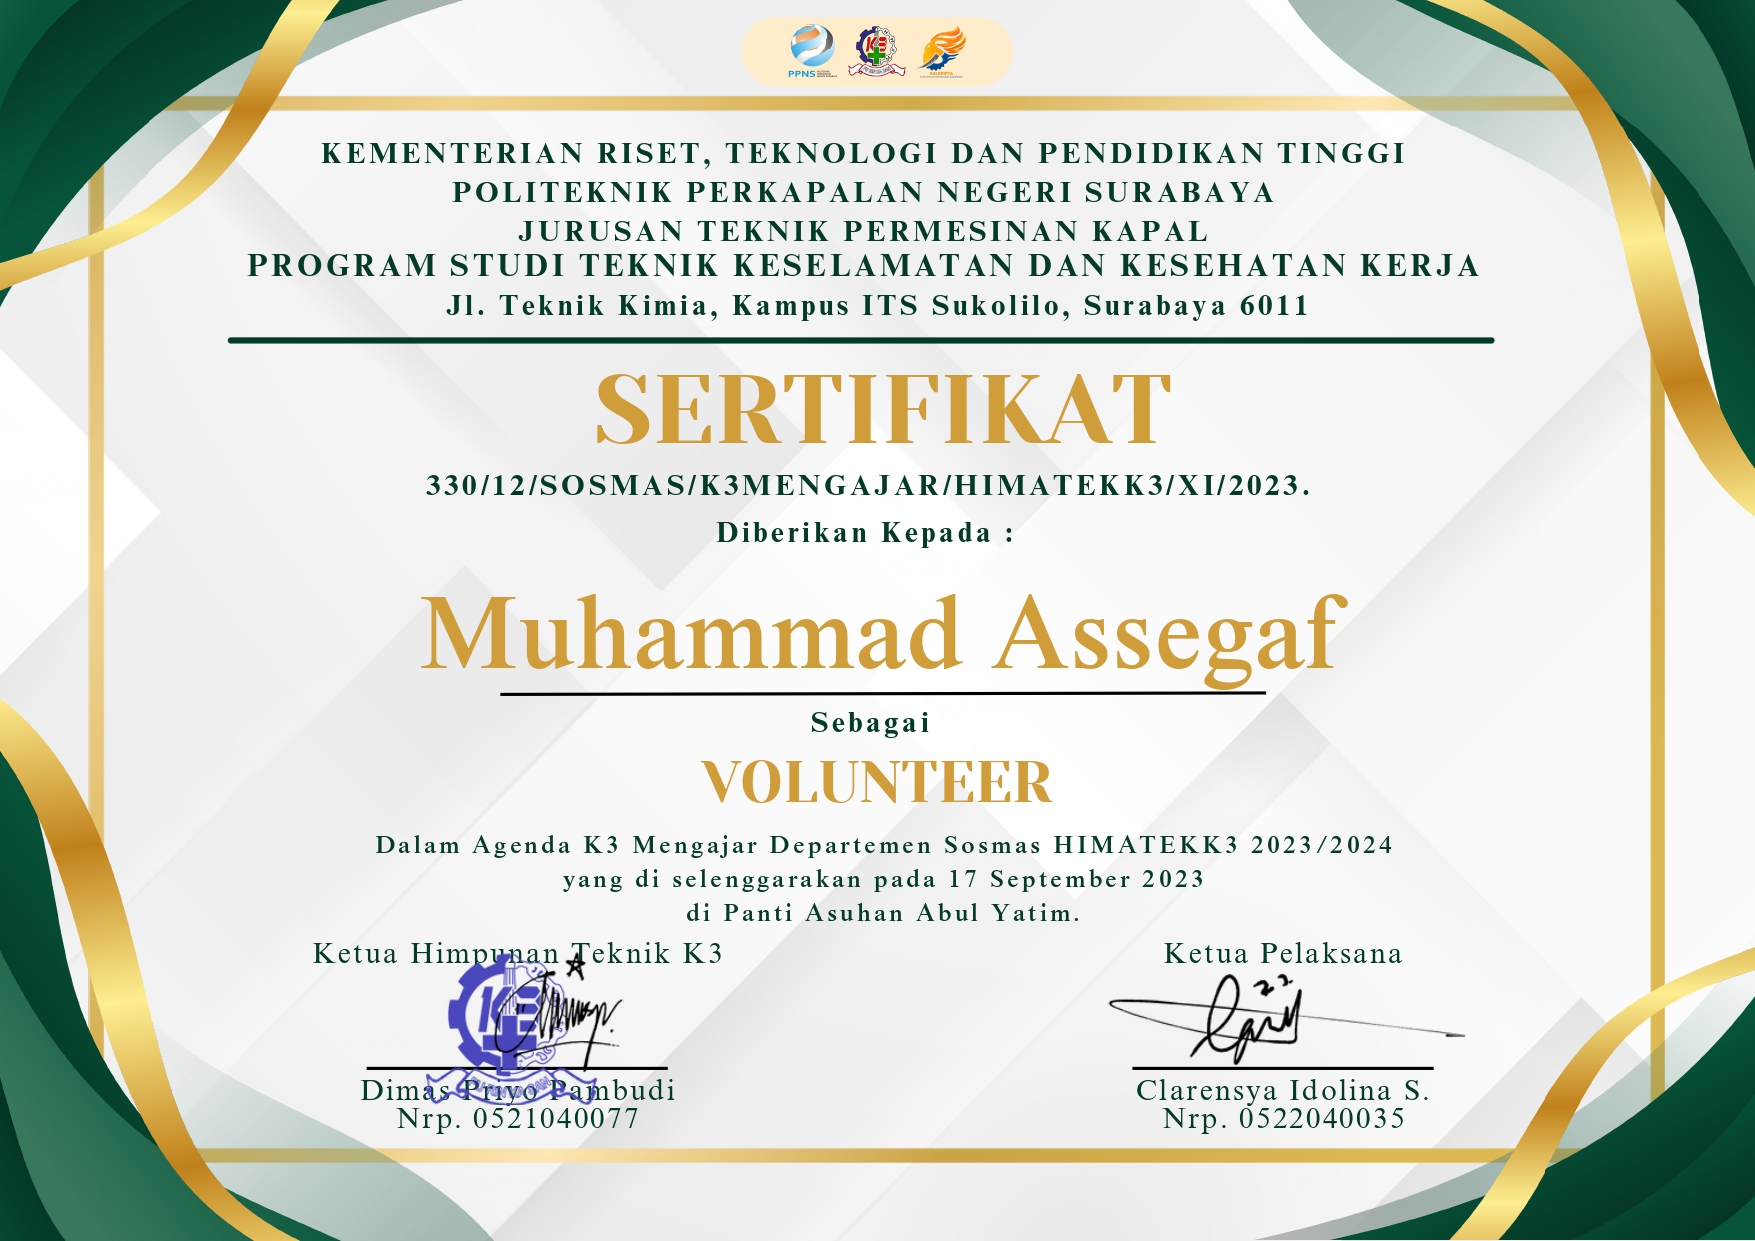 PPNS
KEMENTERIAN RISET, TEKNOLOGI DAN PENDIDIKAN TINGGI
POLITEKNIK PERKAPALAN NEGERI SURABAYA
JURUSAN TEKNIK PERMESINAN KAPAL
PROGRAM STUDI TEKNIK KESELAMATAN DAN KESEHATAN KERJA
Jl. Teknik Kimia, Kampus ITS Sukolilo, Surabaya 6011
SERTIFIKAT
330/12/SOSMAS/K3MENGAJAR/HIMATEKK3/XI/2023.
Diberikan Kepada :
Muhammad Assegaf
Sebagai
VOLUNTEER
Dalam Agenda K3 Mengajar Departemen Sosmas HIMATEKK3 2023/2024
yang di selenggarakan pada 17 September 2023
di Panti Asuhan Abul Yatim.
Ketua Himpunan Teknik K3
Dimas Priyo Pambudi
Nrp. 0521040077
Ketua Pelaksana
Clarensya Idolina S.
Nrp. 0522040035